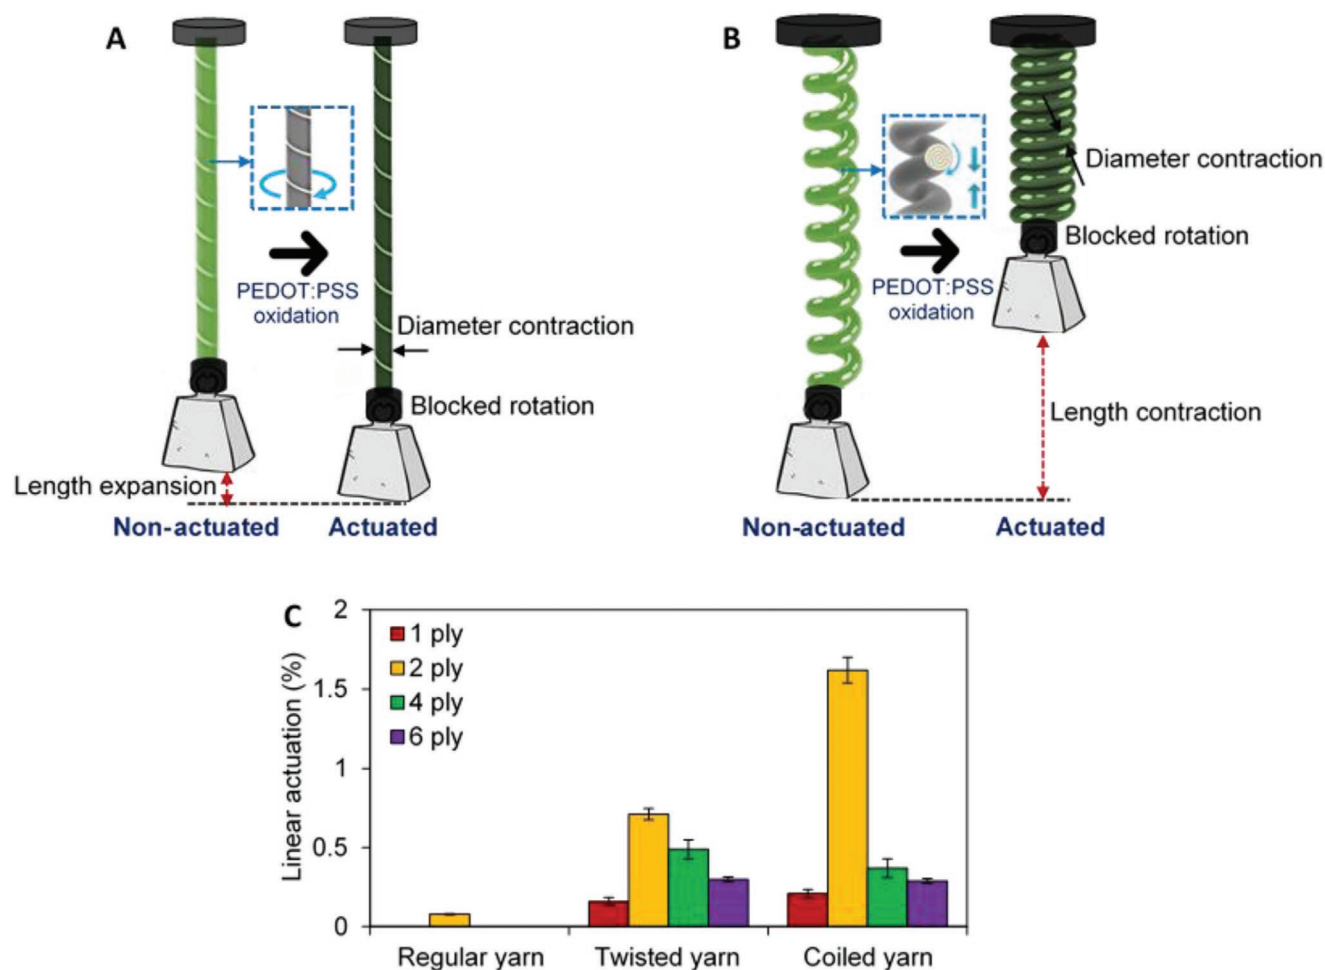 A
B
Diameter contraction
Blocked rotation
PEDOT:PSS
oxidation
PEDOT:PSS
oxidation
Diameter contraction
Blocked rotation
Length contraction
Length expansion
Non-actuated
Actuated
Non-actuated
Actuated
C
2
1.5
1
0.5
0
Linear actuation (%)
1 ply
2 ply
4 ply
6 ply
Regular yarn
Twisted yarn
Coiled yarn